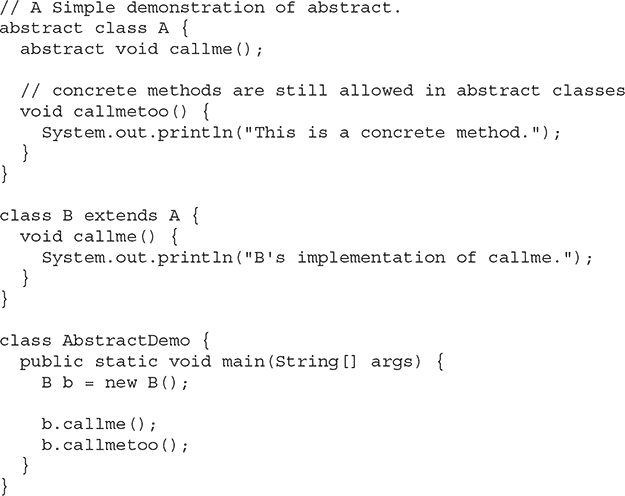 // A Simple demonstration of abstract.
abstract class A {
  abstract void callme();

  // concrete methods are still allowed in abstract classes
  void callmetoo() {
    System.out.println("This is a concrete method.");
  }
}

class B extends A {
  void callme() {
    System.out.println("B's implementation of callme.");
  }
}

class AbstractDemo {
  public static void main(String[] args) {
    B b = new B();

    b.callme();
    b.callmetoo();
  }
}